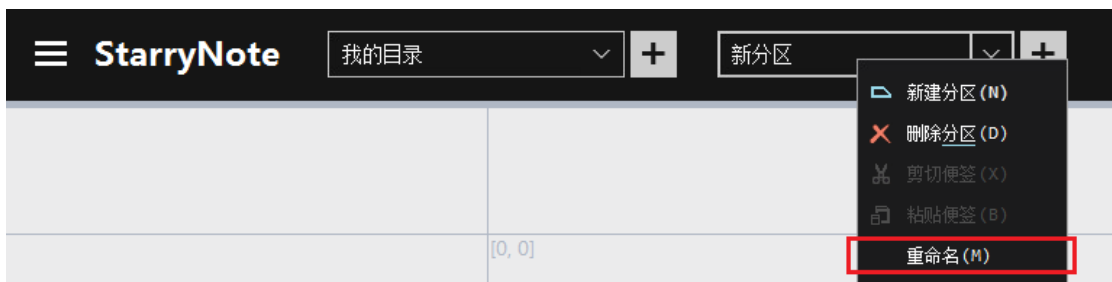 StarryNote 我的目录 新分区
新建分区(N)
删除分区(D)
剪切便签(X)
粘贴便签(B)
[0, 0]
重命名(M)